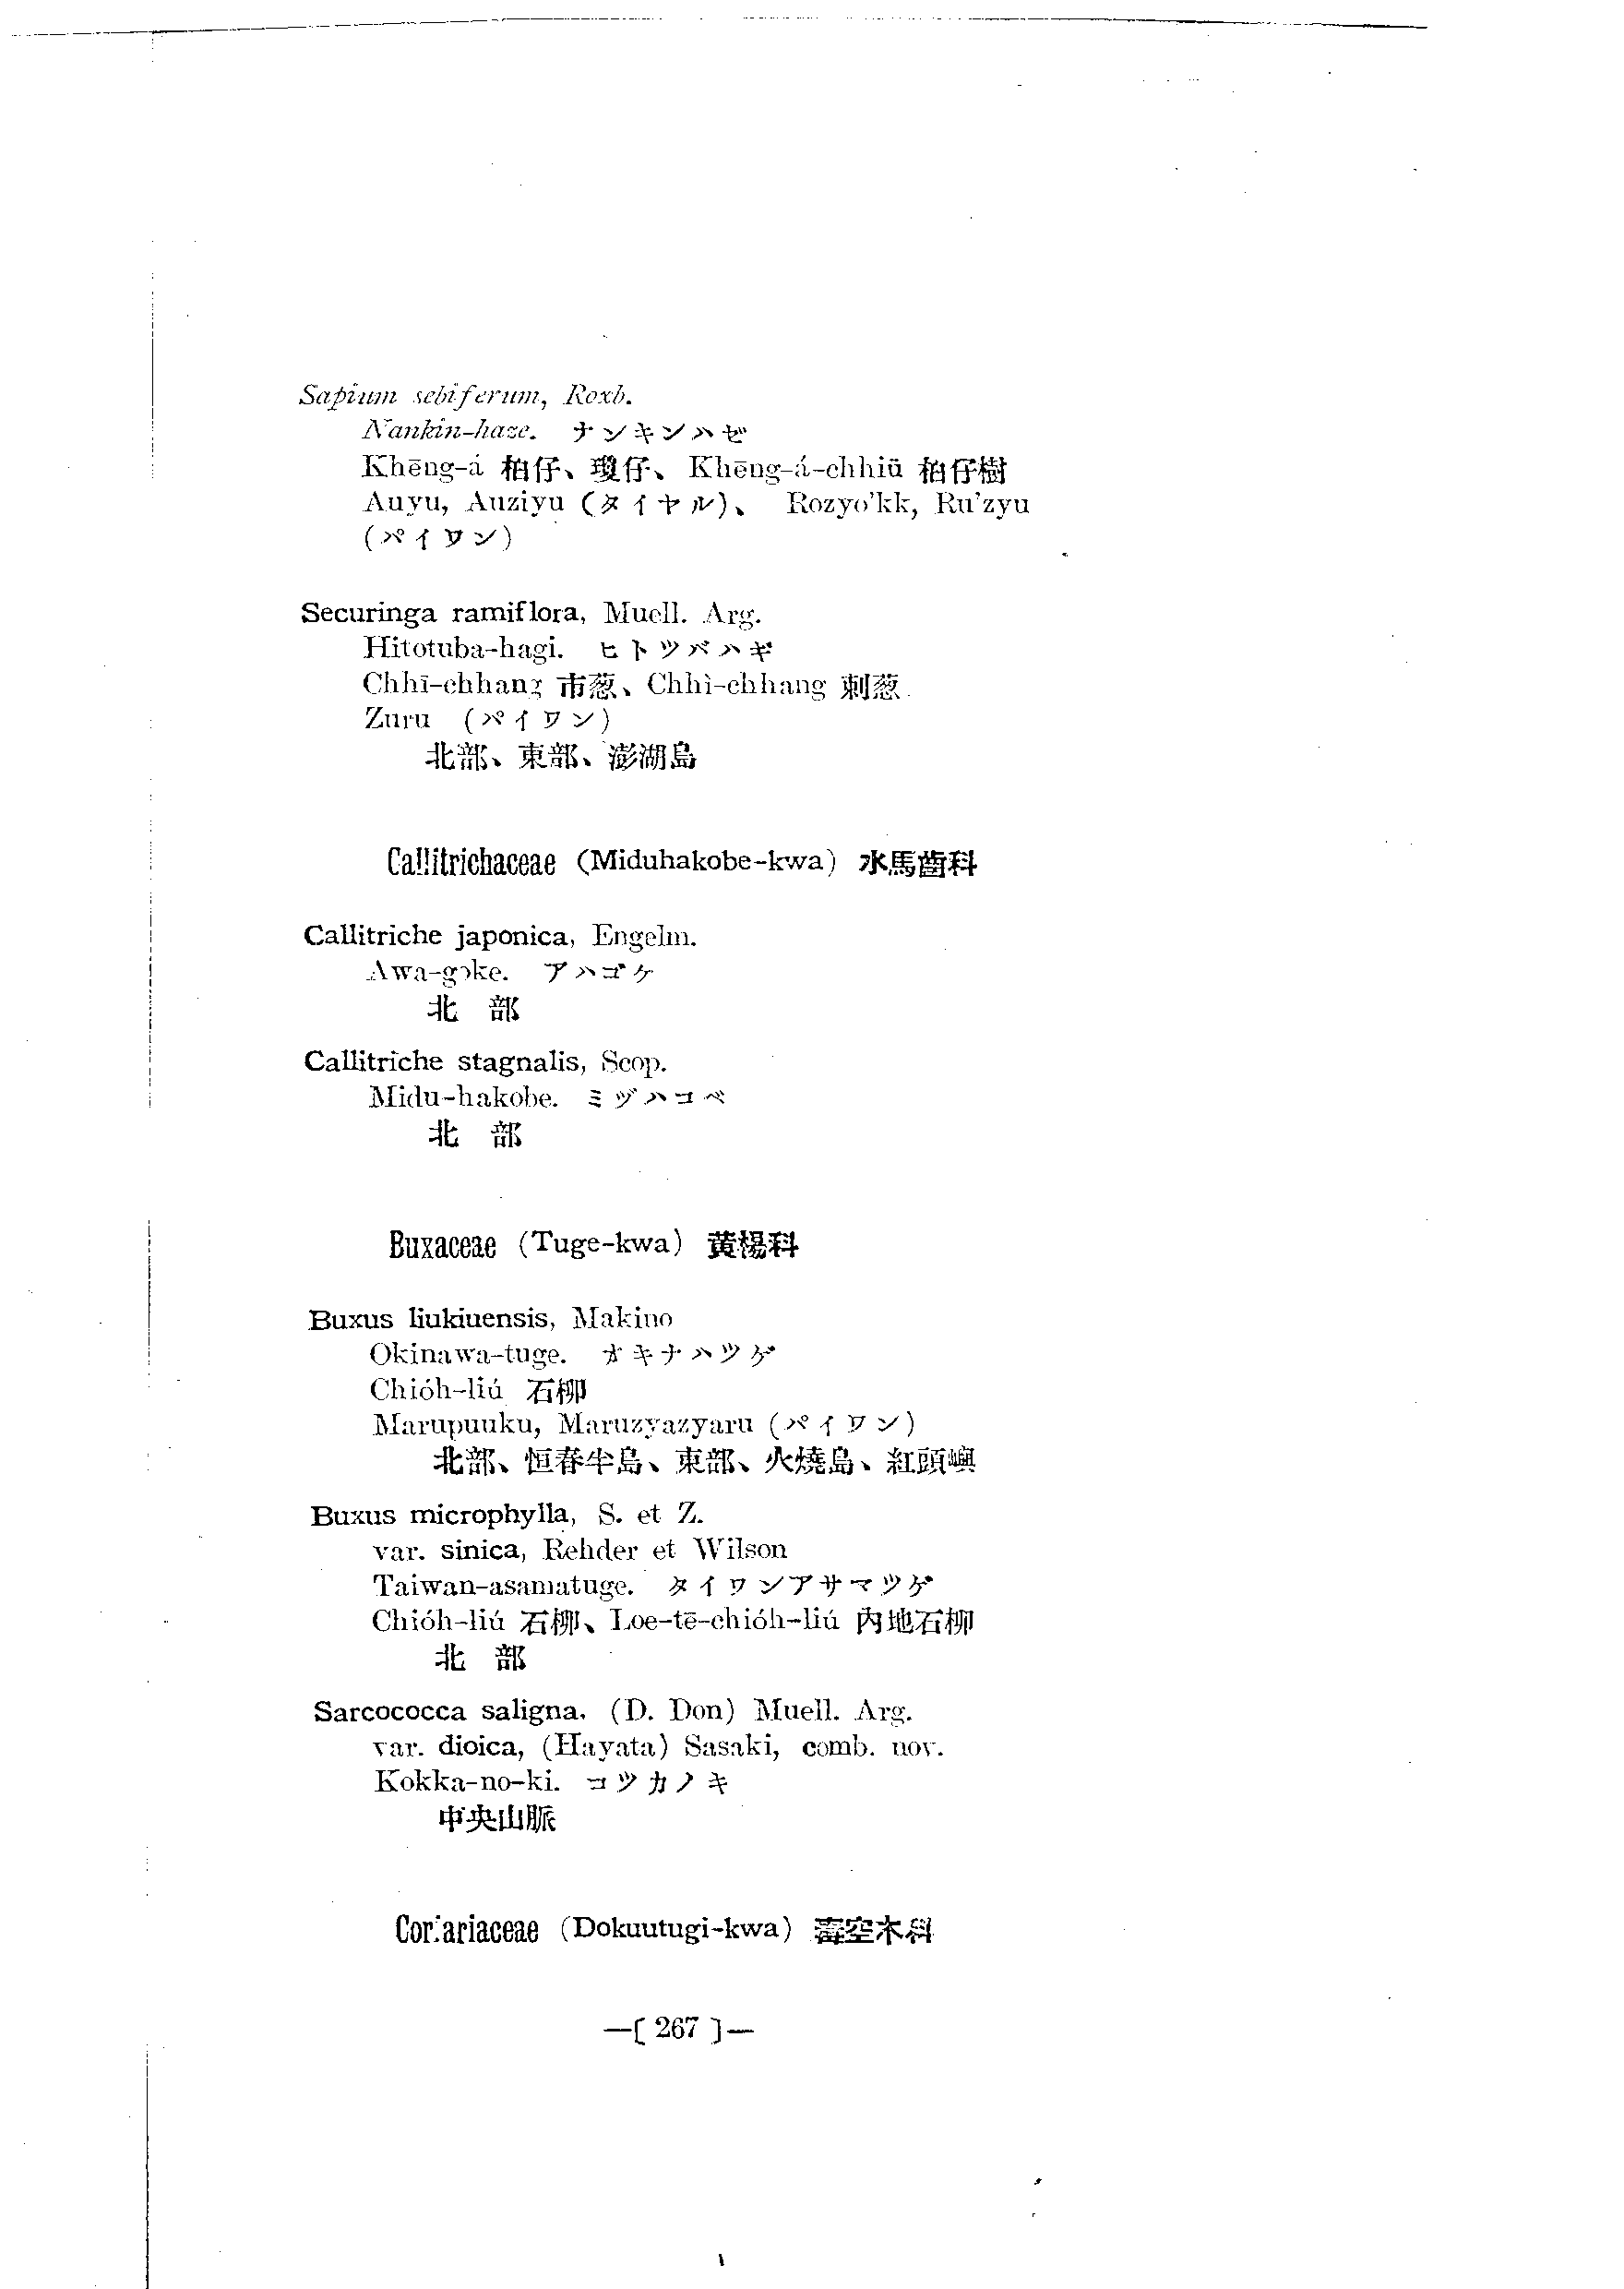 Sapium sebiferum, Roxb.
Nankin-haze. ナンキンハゼ
Khēng-á 桕仔、瓊仔、Khēng-á-chhiū 桕仔樹
Auyu, Auziyu (タイヤル)、 Rozyo'kk, Ru'zyu
(パイワン)
Securinga ramiflora, Muell. Arg.
Hitotuba-hagi. ヒトツバハギ
Chhī-chhang 市葱、Chhì-chhang 刺葱
Zuru (パイワン)
北部、東部、澎湖島
Callitrichaceae (Miduhakobe-kwa) 水馬齒科
Callitriche japonica, Engelm.
Awa-goke. アハゴケ
北 部
Callitriche stagnalis, Scop.
Midu-hakobe. ミヅハコベ
北 部
Buxaceae (Tuge-kwa) 黄楊科
Buxus liukiuensis, Makino
Okinawa-tuge. オキナハツゲ
Chióh-liú 石柳
Marupuuku, Maruzyazyaru (パイワン)
北部、恒春半島、東部、火燒島、紅頭嶼
Buxus microphylla, S. et Z.
var. sinica, Rehder et Wilson
Taiwan-asamatuge. タイワンアサマツゲ
Chióh-liú 石柳、Loe-tē-chióh-liú 内地石柳
北 部
Sarcococca saligna, (D. Don) Muell. Arg.
var. dioica, (Hayata) Sasaki, comb. nov.
Kokka-no-ki. コツカノキ
中央山脈
Coriariaceae (Dokuutugi-kwa) 毒空木科
—[ 267 ]—